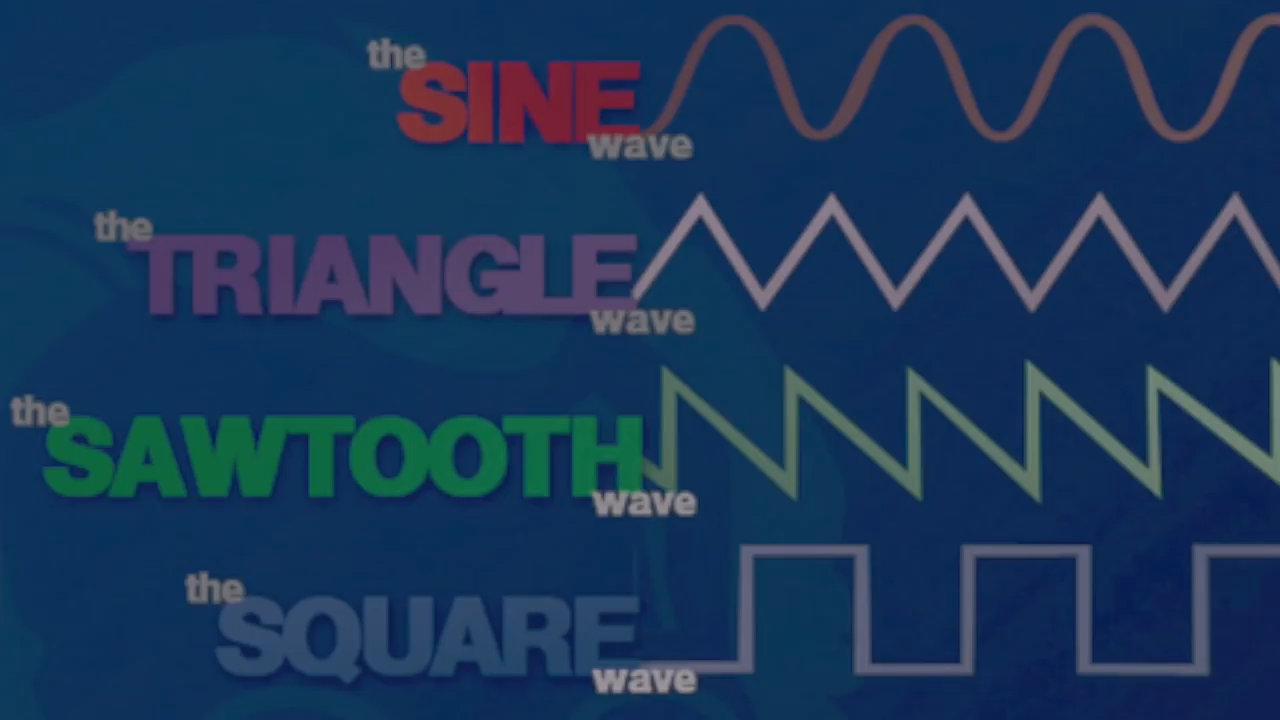 the
SINE
wave
the
TRIANGLE
wave
the
SAWTOOTH
wave
the
SQUARE
wave